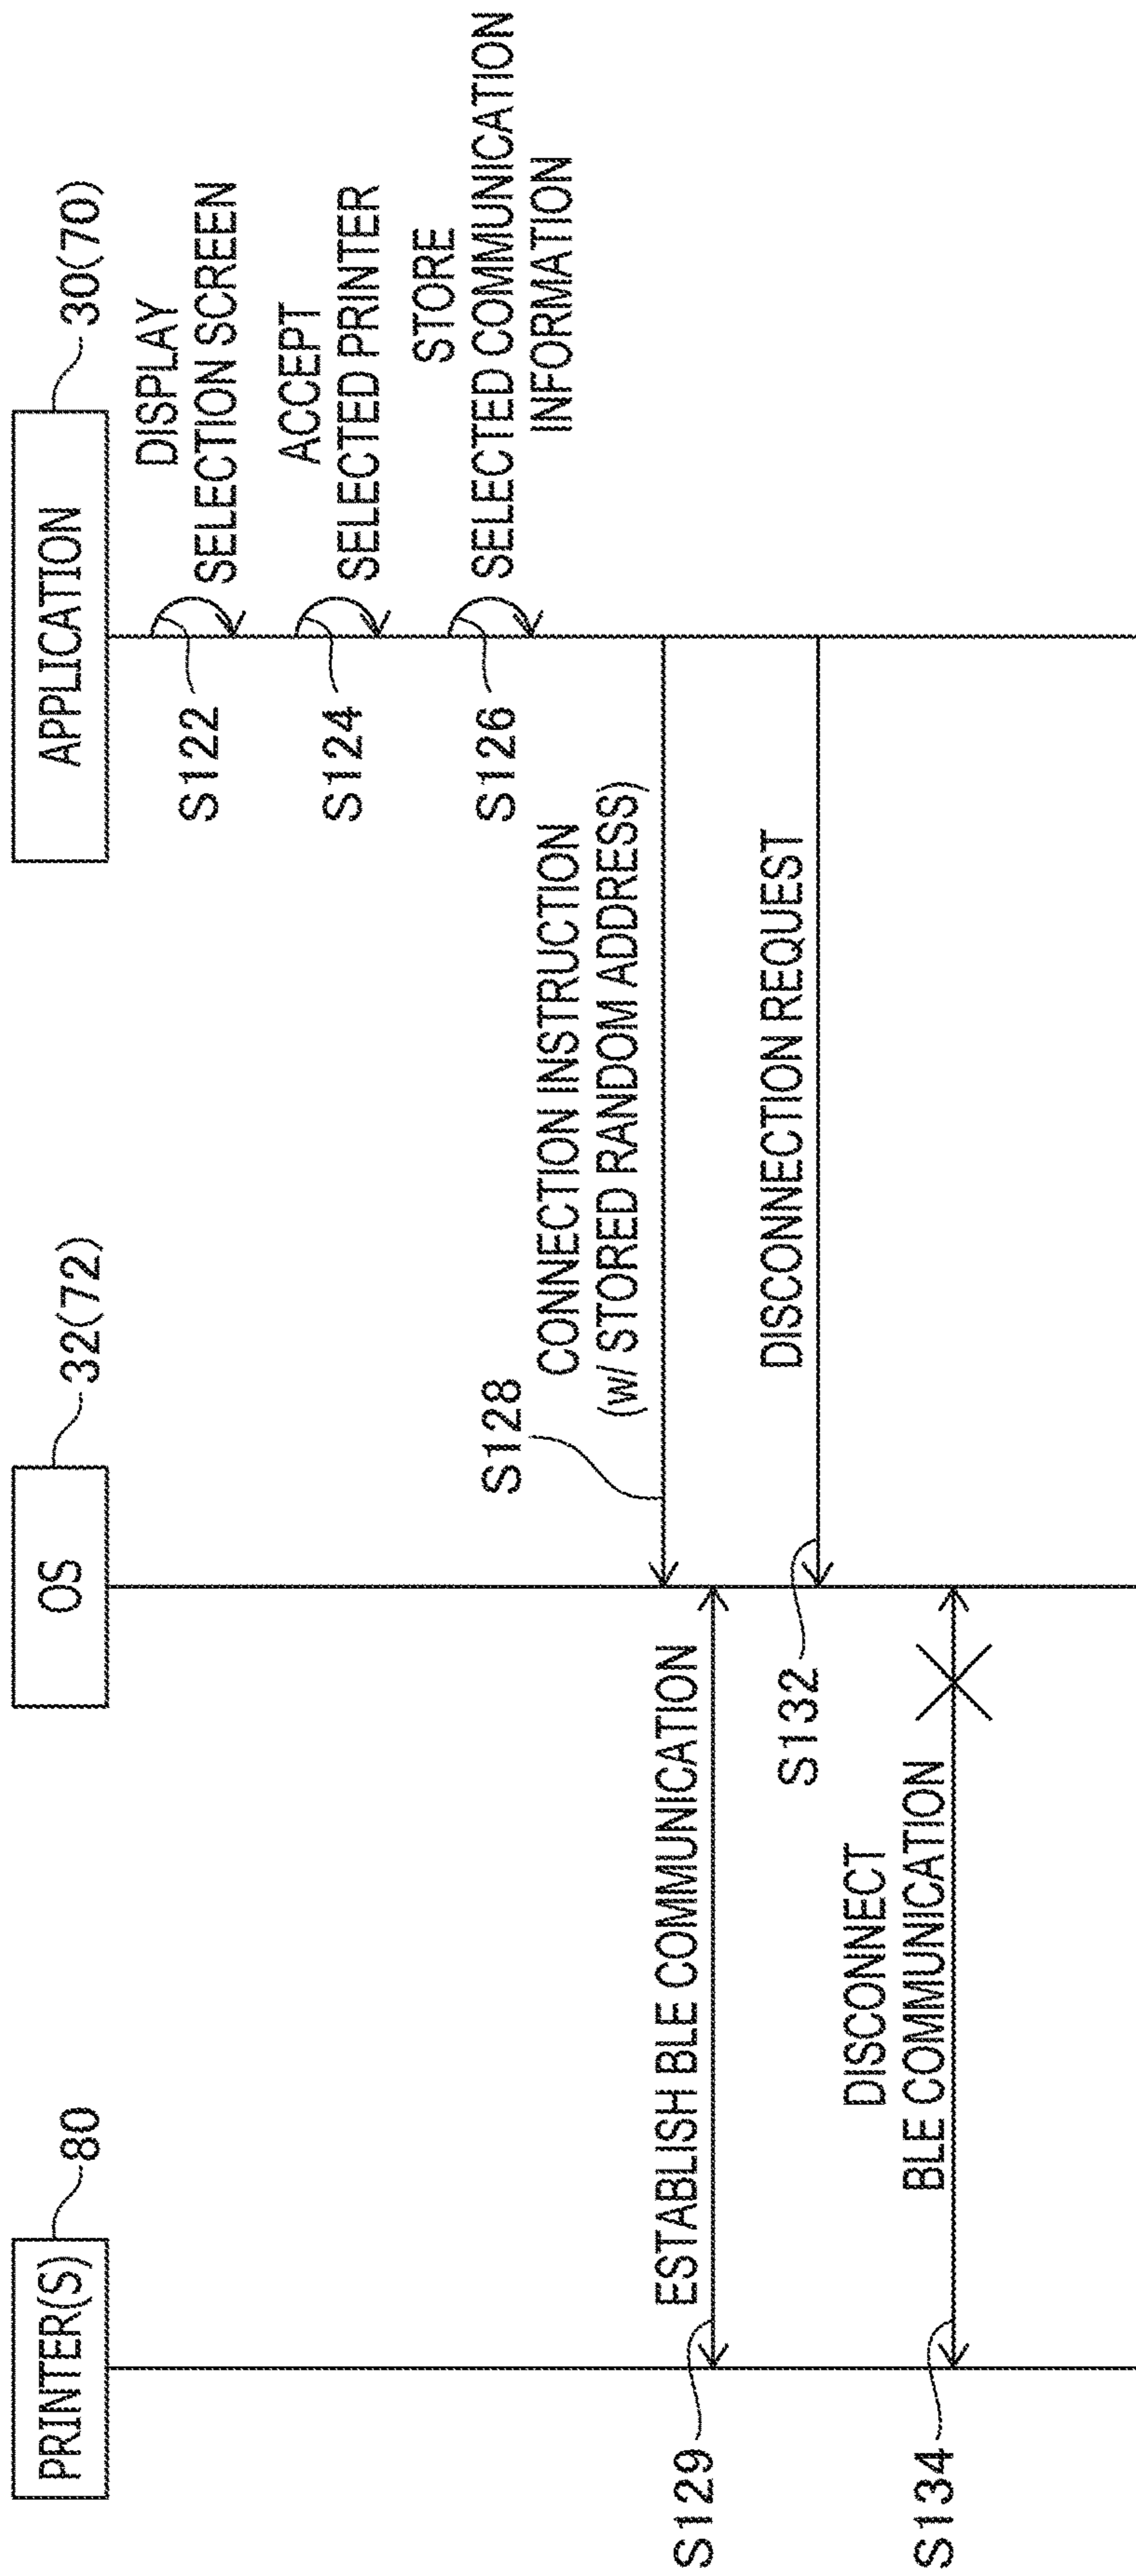 PRINTER(S)
80
OS
32(72)
APPLICATION
30(70)
DISPLAY
SELECTION SCREEN
S122
ACCEPT
SELECTED PRINTER
S124
STORE
SELECTED COMMUNICATION
INFORMATION
S126
S128
CONNECTION INSTRUCTION
(w/ STORED RANDOM ADDRESS)
ESTABLISH BLE COMMUNICATION
S129
DISCONNECTION REQUEST
S132
DISCONNECT
BLE COMMUNICATION
S134